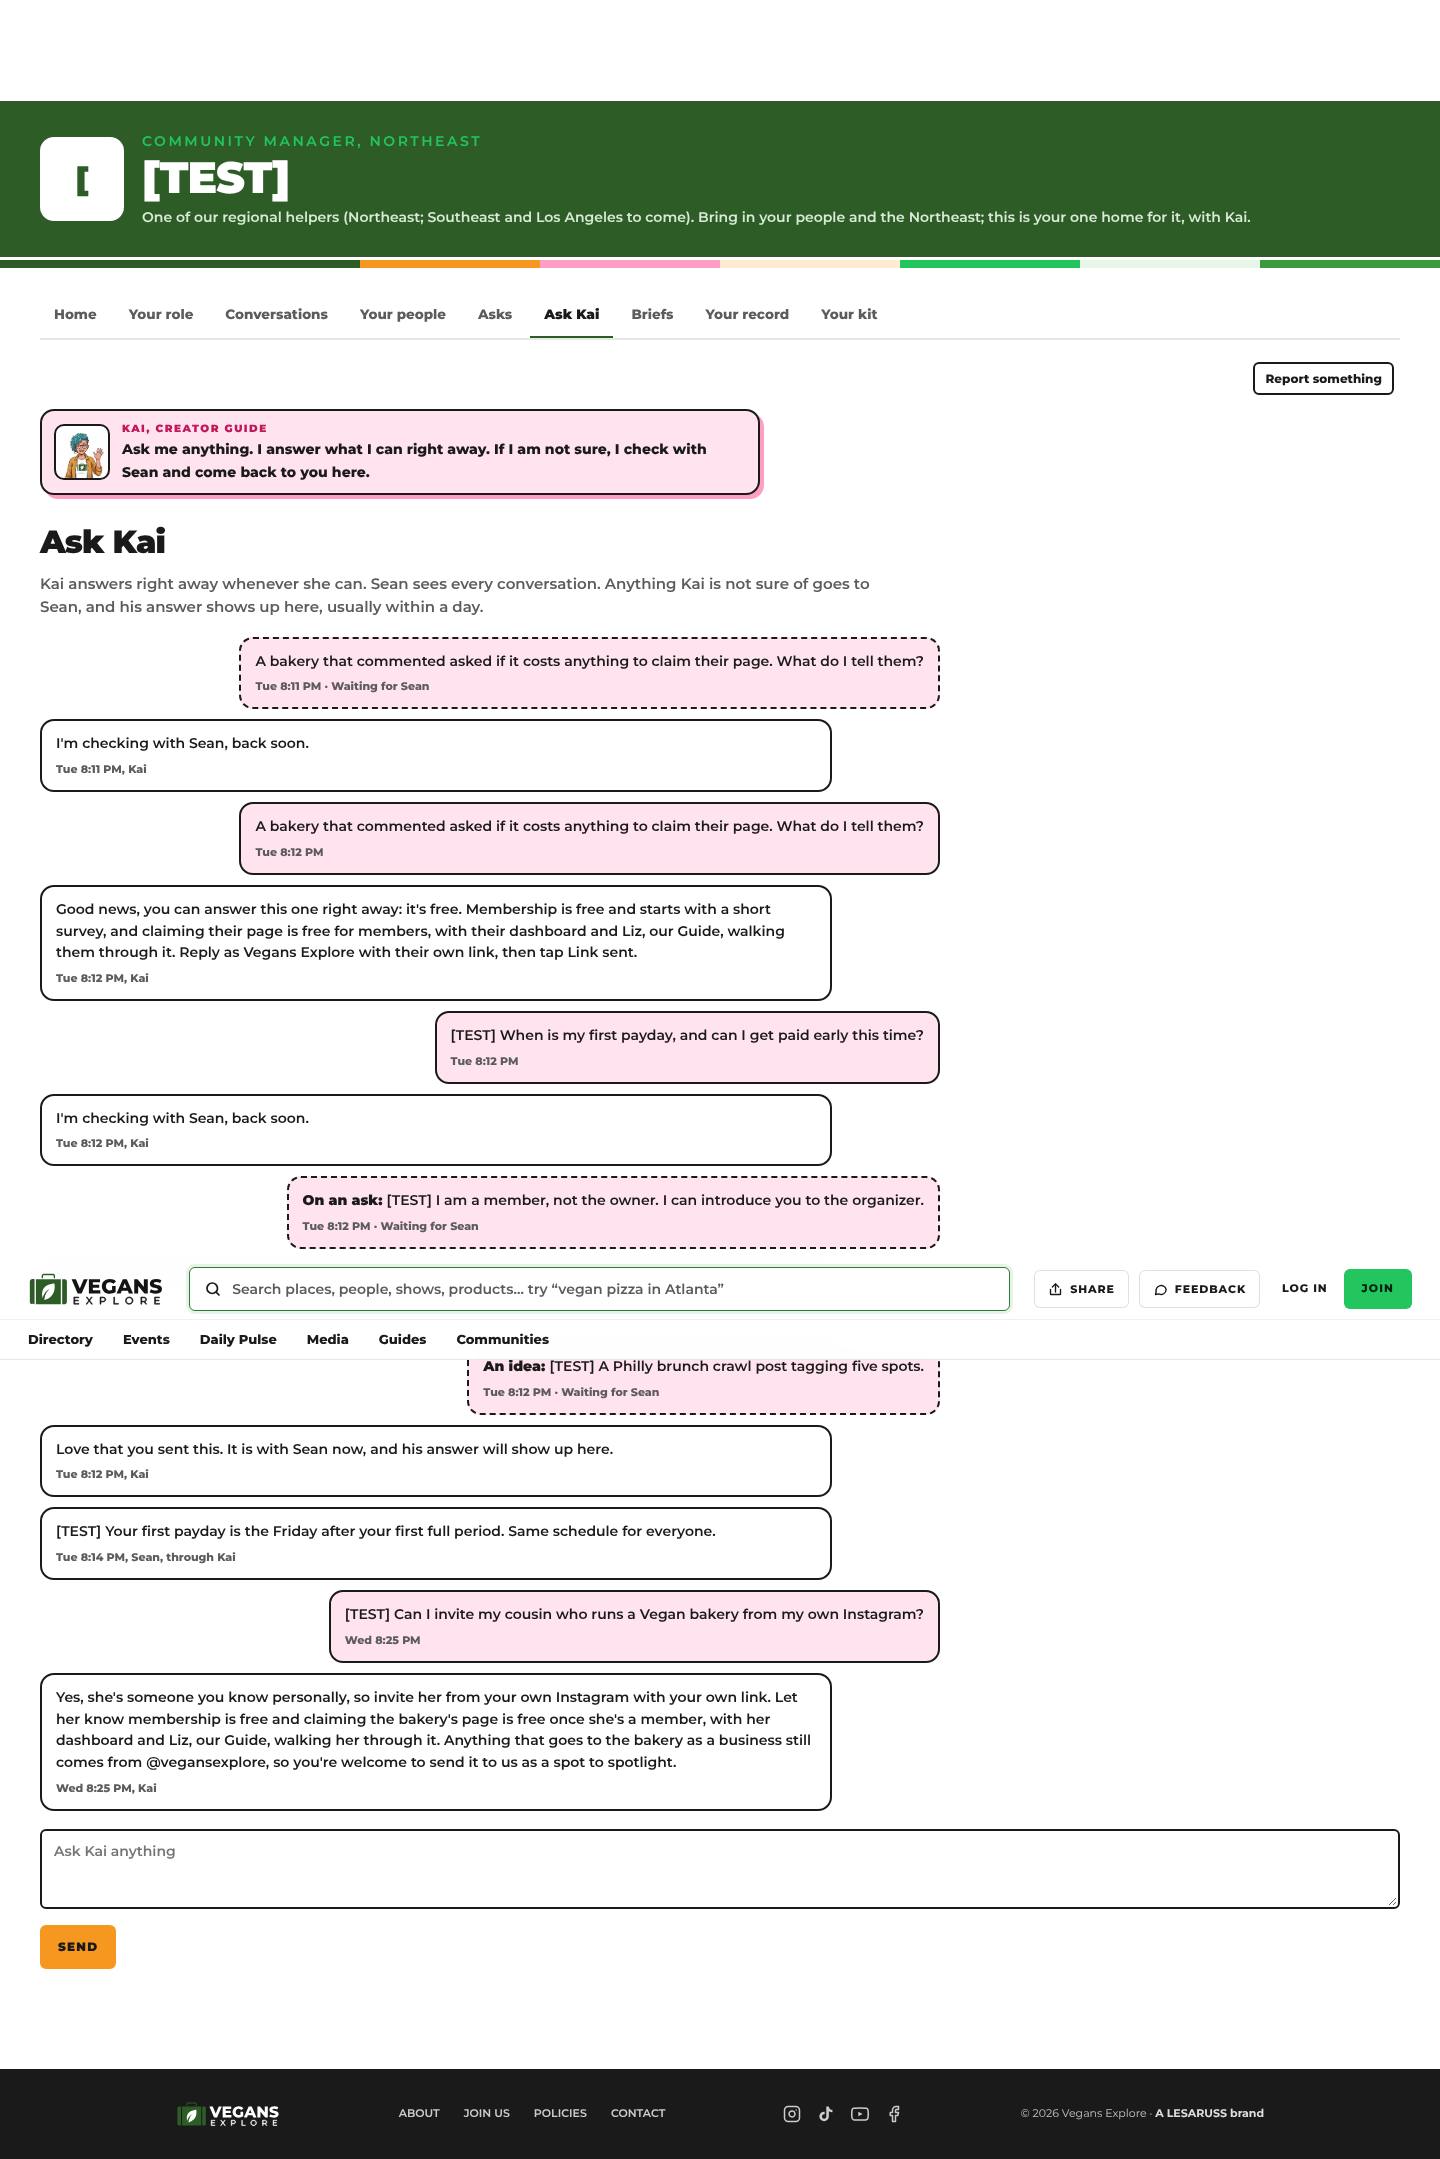 [
COMMUNITY MANAGER, NORTHEAST
[TEST]
One of our regional helpers (Northeast; Southeast and Los Angeles to come). Bring in your people and the Northeast; this is your one home for it, with Kai.
Home Your role Conversations Your people Asks Ask Kai Briefs Your record Your kit
Report something
KAI, CREATOR GUIDE
Ask me anything. I answer what I can right away. If I am not sure, I check with
Sean and come back to you here.
Ask Kai
Kai answers right away whenever she can. Sean sees every conversation. Anything Kai is not sure of goes to
Sean, and his answer shows up here, usually within a day.
A bakery that commented asked if it costs anything to claim their page. What do I tell them?
Tue 8:11 PM · Waiting for Sean
I'm checking with Sean, back soon.
Tue 8:11 PM, Kai
A bakery that commented asked if it costs anything to claim their page. What do I tell them?
Tue 8:12 PM
Good news, you can answer this one right away: it's free. Membership is free and starts with a short
survey, and claiming their page is free for members, with their dashboard and Liz, our Guide, walking
them through it. Reply as Vegans Explore with their own link, then tap Link sent.
Tue 8:12 PM, Kai
[TEST] When is my first payday, and can I get paid early this time?
Tue 8:12 PM
I'm checking with Sean, back soon.
Tue 8:12 PM, Kai
On an ask: [TEST] I am a member, not the owner. I can introduce you to the organizer.
Tue 8:12 PM · Waiting for Sean
VEGANS
EXPLORE
Search places, people, shows, products... try “vegan pizza in Atlanta”
SHARE FEEDBACK LOG IN JOIN
Directory Events Daily Pulse Media Guides Communities
An idea: [TEST] A Philly brunch crawl post tagging five spots.
Tue 8:12 PM · Waiting for Sean
Love that you sent this. It is with Sean now, and his answer will show up here.
Tue 8:12 PM, Kai
[TEST] Your first payday is the Friday after your first full period. Same schedule for everyone.
Tue 8:14 PM, Sean, through Kai
[TEST] Can I invite my cousin who runs a Vegan bakery from my own Instagram?
Wed 8:25 PM
Yes, she's someone you know personally, so invite her from your own Instagram with your own link. Let
her know membership is free and claiming the bakery's page is free once she's a member, with her
dashboard and Liz, our Guide, walking her through it. Anything that goes to the bakery as a business still
comes from @vegansexplore, so you're welcome to send it to us as a spot to spotlight.
Wed 8:25 PM, Kai
Ask Kai anything
SEND
VEGANS
EXPLORE
ABOUT JOIN US POLICIES CONTACT
© 2026 Vegans Explore · A LESARUSS brand